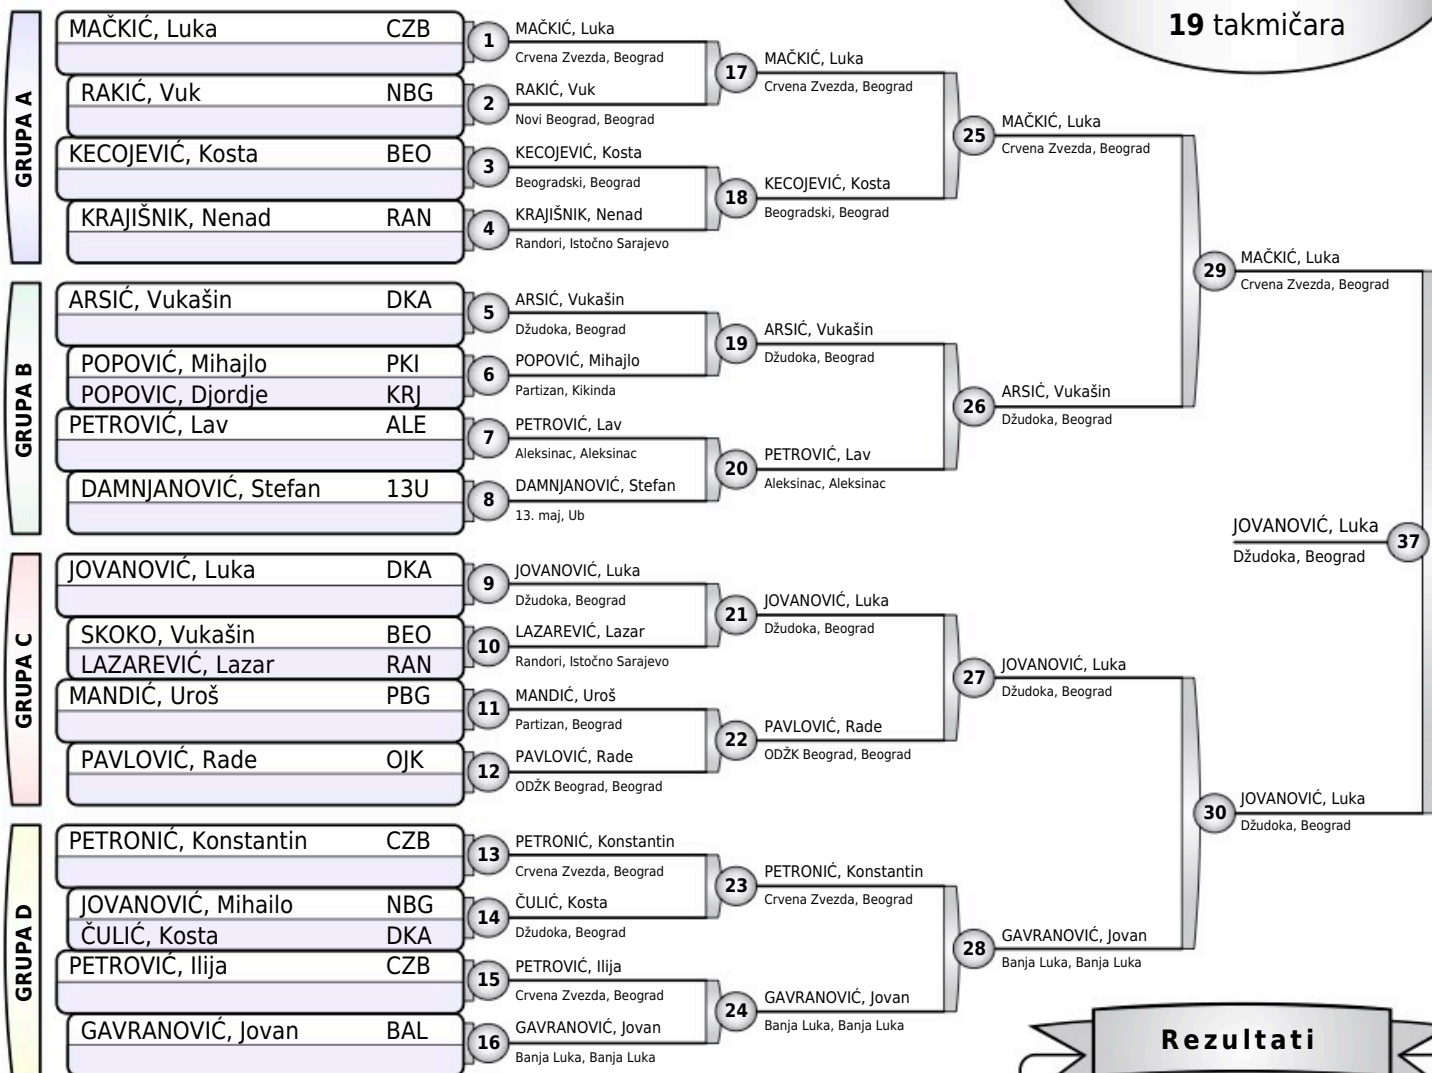 19 takmičara
GRUPA A
MAČKIĆ, Luka CZB
RAKIĆ, Vuk NBG
KECOJEVIĆ, Kosta BEO
KRAJIŠNIK, Nenad RAN
1
MAČKIĆ, Luka
Crvena Zvezda, Beograd
2
RAKIĆ, Vuk
Novi Beograd, Beograd
3
KECOJEVIĆ, Kosta
Beogradski, Beograd
4
KRAJIŠNIK, Nenad
Randori, Istočno Sarajevo
17
MAČKIĆ, Luka
Crvena Zvezda, Beograd
18
KECOJEVIĆ, Kosta
Beogradski, Beograd
25
MAČKIĆ, Luka
Crvena Zvezda, Beograd
GRUPA B
ARSIĆ, Vukašin DKA
POPOVIĆ, Mihajlo PKI
POPOVIC, Djordje KRJ
PETROVIĆ, Lav ALE
DAMNJANOVIĆ, Stefan 13U
5
ARSIĆ, Vukašin
Džudoka, Beograd
6
POPOVIĆ, Mihajlo
Partizan, Kikinda
7
PETROVIĆ, Lav
Aleksinac, Aleksinac
8
DAMNJANOVIĆ, Stefan
13. maj, Ub
19
ARSIĆ, Vukašin
Džudoka, Beograd
20
PETROVIĆ, Lav
Aleksinac, Aleksinac
26
ARSIĆ, Vukašin
Džudoka, Beograd
29
MAČKIĆ, Luka
Crvena Zvezda, Beograd
GRUPA C
JOVANOVIĆ, Luka DKA
SKOKO, Vukašin BEO
LAZAREVIĆ, Lazar RAN
MANDIĆ, Uroš PBG
PAVLOVIĆ, Rade OJK
9
JOVANOVIĆ, Luka
Džudoka, Beograd
10
LAZAREVIĆ, Lazar
Randori, Istočno Sarajevo
11
MANDIĆ, Uroš
Partizan, Beograd
12
PAVLOVIĆ, Rade
ODŽK Beograd, Beograd
21
JOVANOVIĆ, Luka
Džudoka, Beograd
22
PAVLOVIĆ, Rade
ODŽK Beograd, Beograd
27
JOVANOVIĆ, Luka
Džudoka, Beograd
GRUPA D
PETRONIĆ, Konstantin CZB
JOVANOVIĆ, Mihailo NBG
ČULIĆ, Kosta DKA
PETROVIĆ, Ilija CZB
GAVRANOVIĆ, Jovan BAL
13
PETRONIĆ, Konstantin
Crvena Zvezda, Beograd
14
ČULIĆ, Kosta
Džudoka, Beograd
15
PETROVIĆ, Ilija
Crvena Zvezda, Beograd
16
GAVRANOVIĆ, Jovan
Banja Luka, Banja Luka
23
PETRONIĆ, Konstantin
Crvena Zvezda, Beograd
24
GAVRANOVIĆ, Jovan
Banja Luka, Banja Luka
28
GAVRANOVIĆ, Jovan
Banja Luka, Banja Luka
30
JOVANOVIĆ, Luka
Džudoka, Beograd
JOVANOVIĆ, Luka
Džudoka, Beograd
37
Rezultati